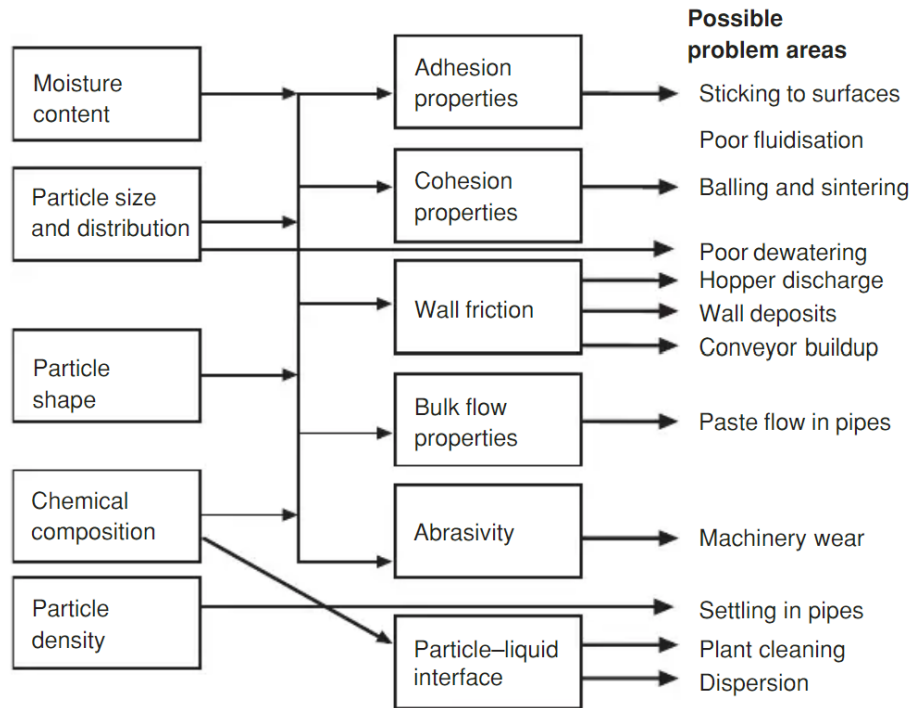 Possible
problem areas
Moisture
content
Adhesion
properties
Sticking to surfaces
Poor fluidisation
Particle size
and distribution
Cohesion
properties
Balling and sintering
Poor dewatering
Hopper discharge
Wall friction
Wall deposits
Conveyor buildup
Particle
shape
Bulk flow
properties
Paste flow in pipes
Chemical
composition
Abrasivity
Machinery wear
Particle
density
Settling in pipes
Particle–liquid
interface
Plant cleaning
Dispersion